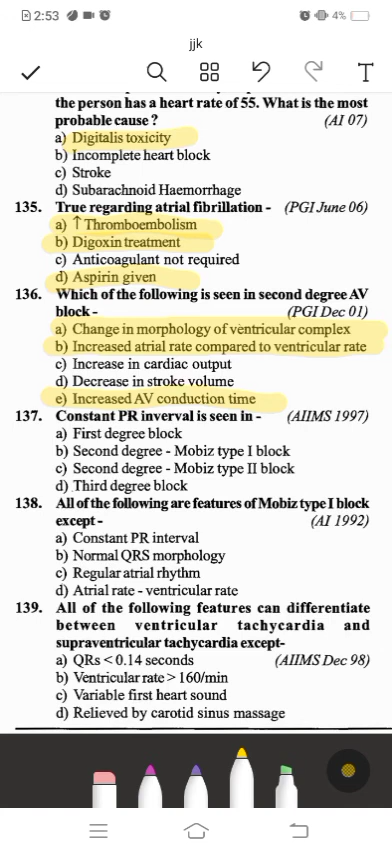 2:53
4%
jjk
T
the person has a heart rate of 55. What is the most
probable cause ? (AI 07)
a) Digitalis toxicity
b) Incomplete heart block
c) Stroke
d) Subarachnoid Haemorrhage
135. True regarding atrial fibrillation - (PGI June 06)
a) ↑ Thromboembolism
b) Digoxin treatment
c) Anticoagulant not required
d) Aspirin given
136. Which of the following is seen in second degree AV
block - (PGI Dec 01)
a) Change in morphology of ventricular complex
b) Increased atrial rate compared to ventricular rate
c) Increase in cardiac output
d) Decrease in stroke volume
e) Increased AV conduction time
137. Constant PR inverval is seen in - (AIIMS 1997)
a) First degree block
b) Second degree - Mobiz type I block
c) Second degree - Mobiz type II block
d) Third degree block
138. All of the following are features of Mobiz type I block
except - (AI 1992)
a) Constant PR interval
b) Normal QRS morphology
c) Regular atrial rhythm
d) Atrial rate - ventricular rate
139. All of the following features can differentiate
between ventricular tachycardia and
supraventricular tachycardia except-
a) QRs < 0.14 seconds (AIIMS Dec 98)
b) Ventricular rate > 160/min
c) Variable first heart sound
d) Relieved by carotid sinus massage